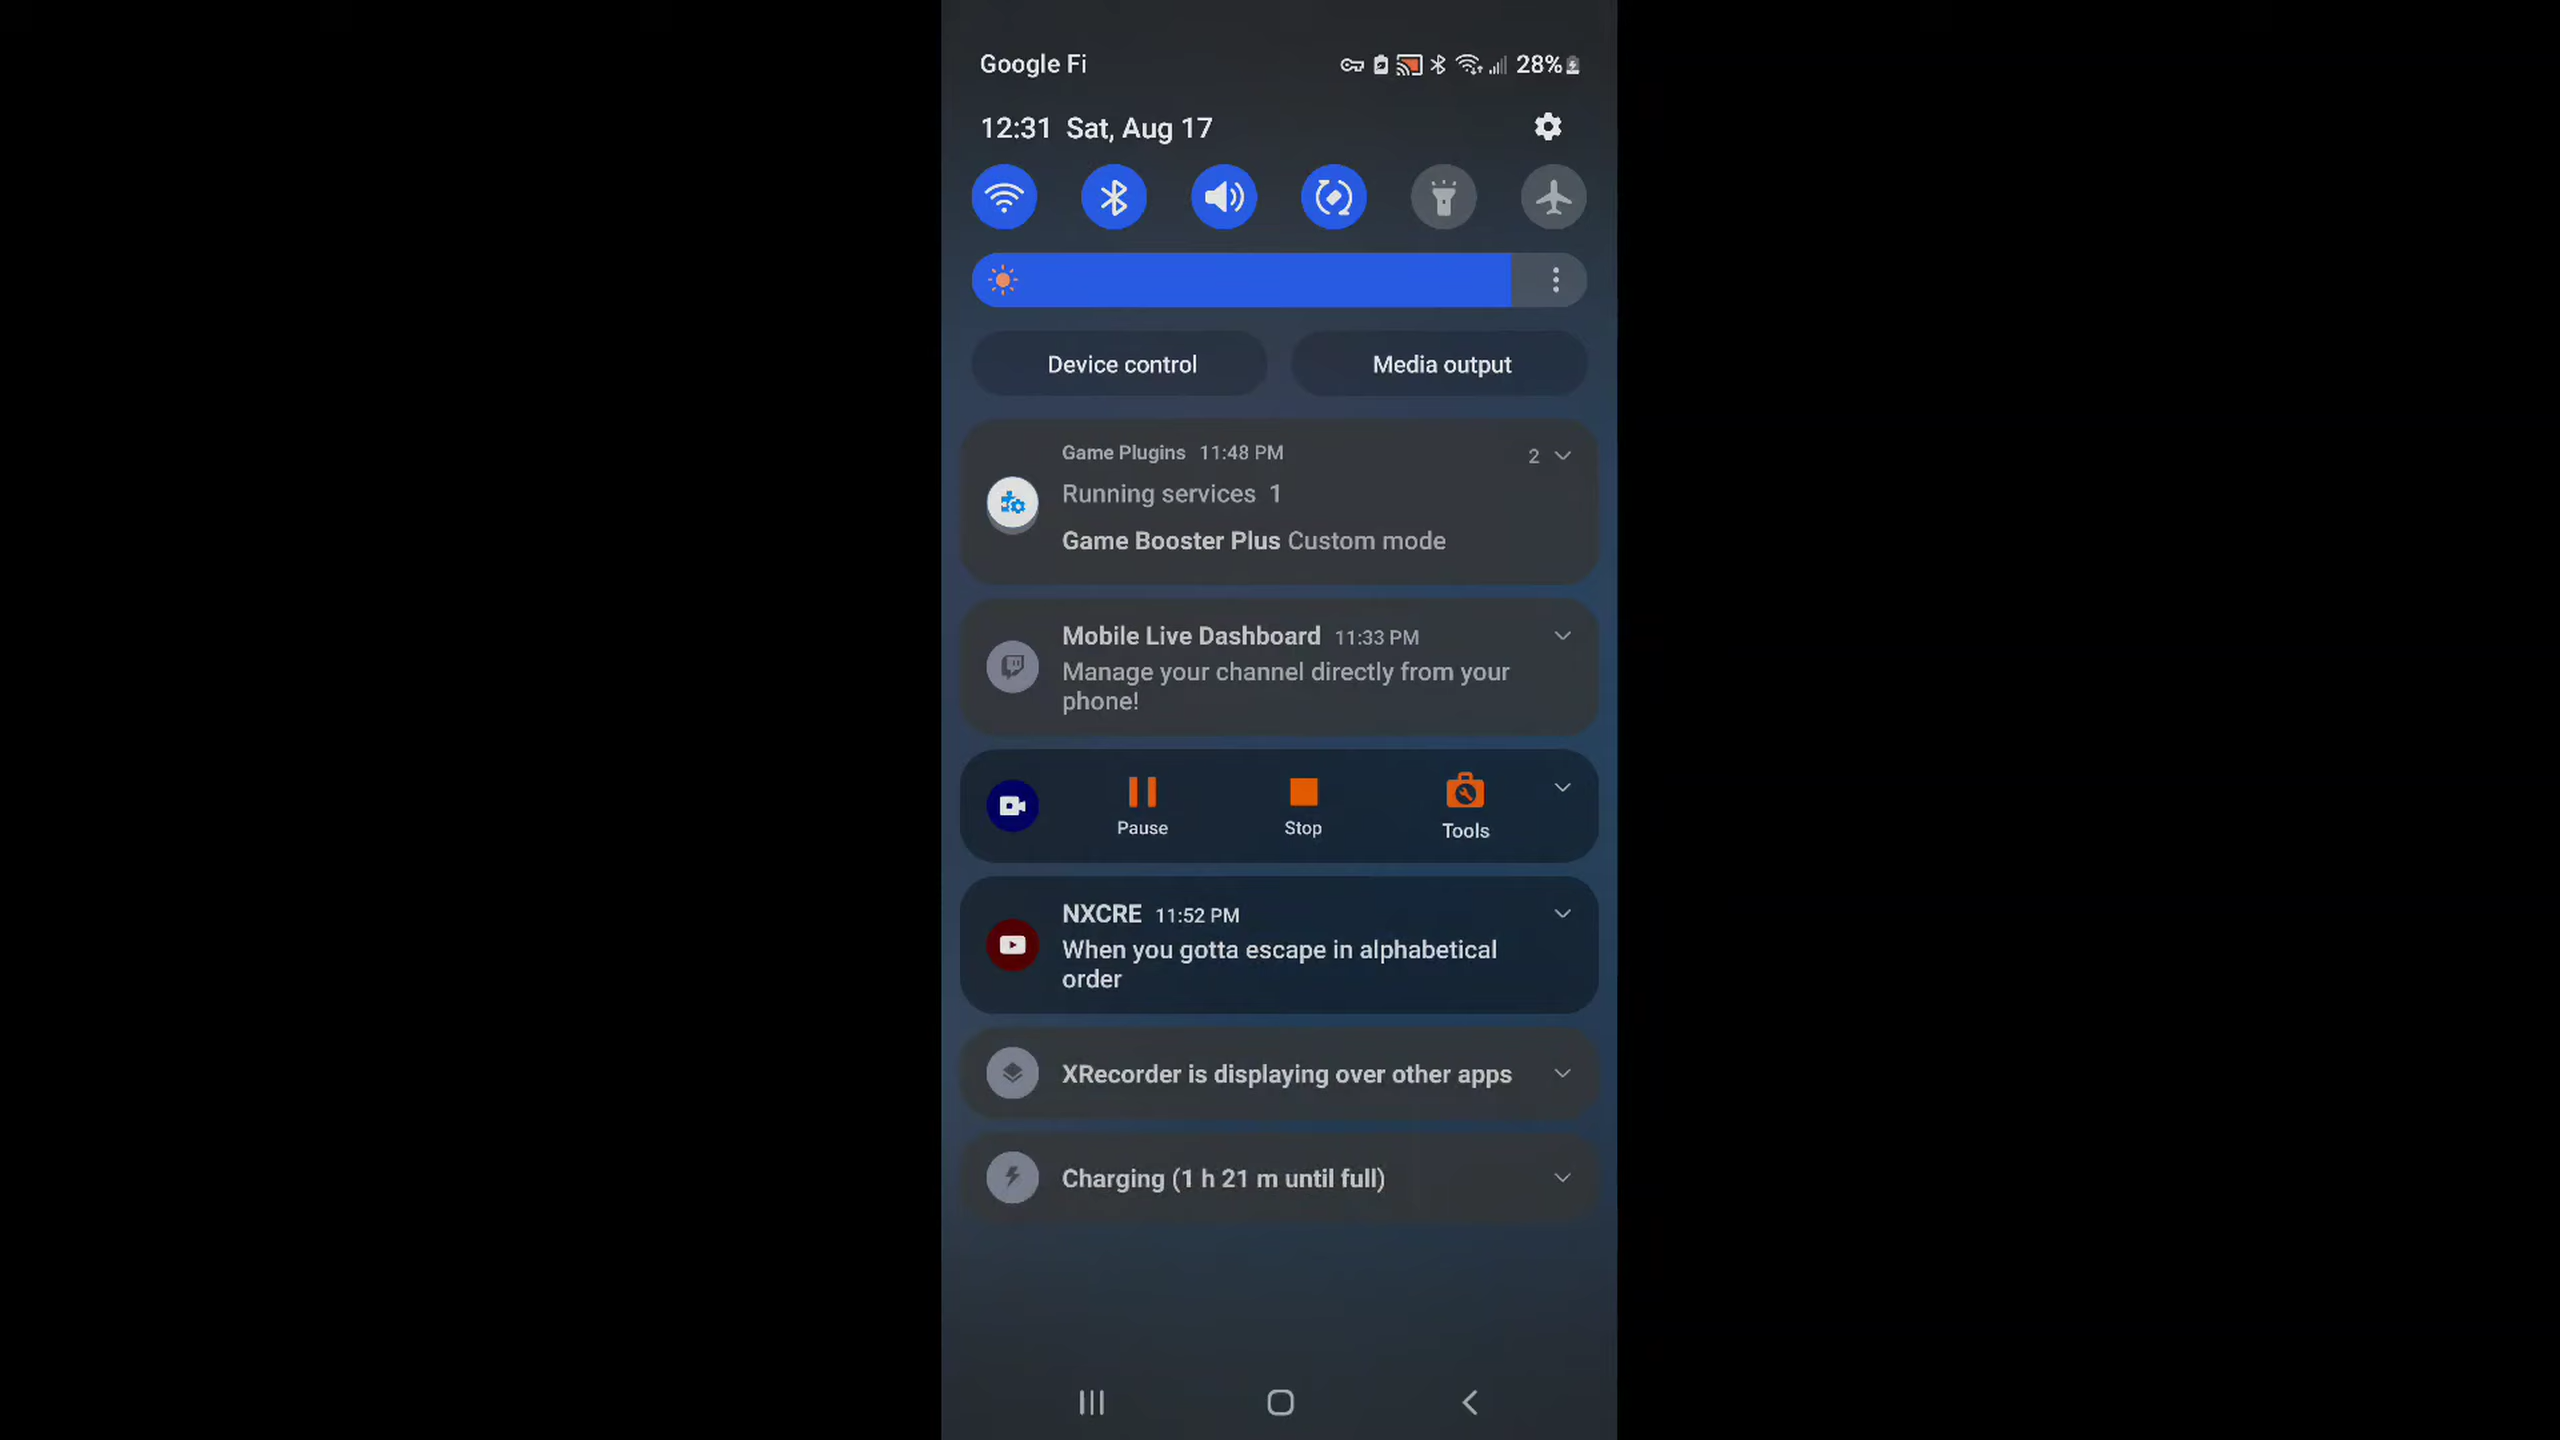 Google Fi
28%
12:31 Sat, Aug 17
Device control
Media output
Game Plugins 11:48 PM
2
Running services 1
Game Booster Plus Custom mode
Mobile Live Dashboard 11:33 PM
Manage your channel directly from your
phone!
Pause
Stop
Tools
NXCRE 11:52 PM
When you gotta escape in alphabetical
order
XRecorder is displaying over other apps
Charging (1 h 21 m until full)